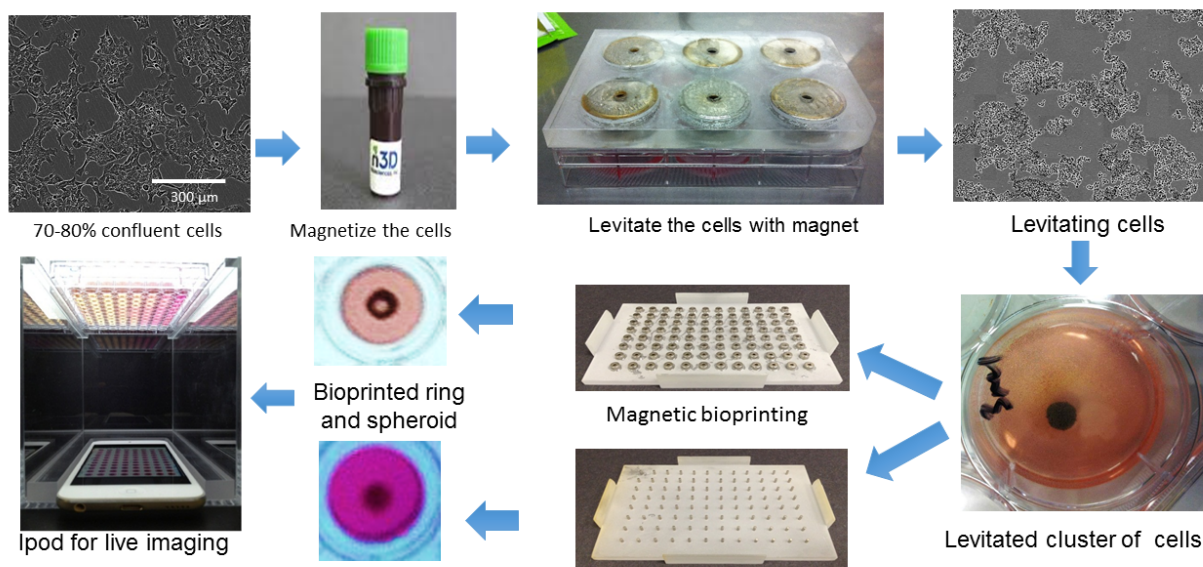 300 µm
n3D
70-80% confluent cells
Magnetize the cells
Levitate the cells with magnet
Levitating cells
Levitated cluster of cells
Magnetic bioprinting
Bioprinted ring
and spheroid
Ipod for live imaging